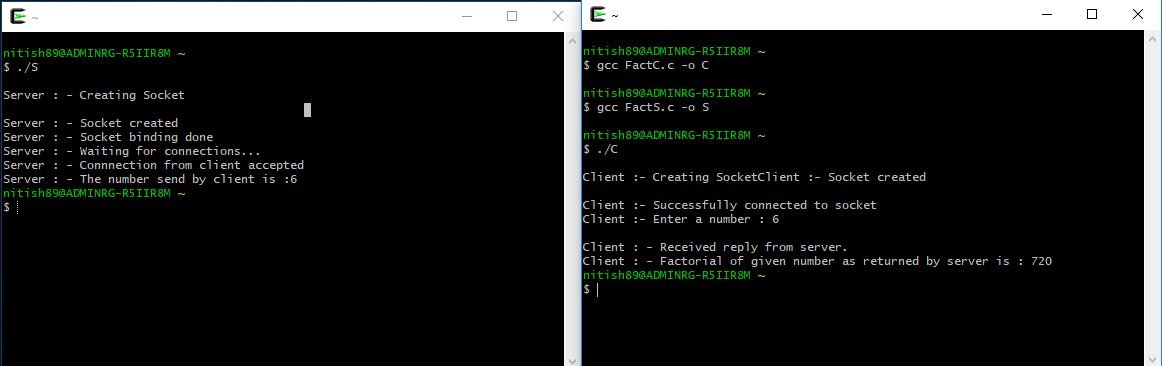 ~
nitish89@ADMINRG-R5IIR8M ~
$ ./S
Server : - Creating Socket
Server : - Socket created
Server : - Socket binding done
Server : - Waiting for connections...
Server : - Connnection from client accepted
Server : - The number send by client is :6
nitish89@ADMINRG-R5IIR8M ~
$
~
nitish89@ADMINRG-R5IIR8M ~
$ gcc FactC.c -o C
nitish89@ADMINRG-R5IIR8M ~
$ gcc FactS.c -o S
nitish89@ADMINRG-R5IIR8M ~
$ ./C
Client :- Creating SocketClient :- Socket created
Client :- Successfully connected to socket
Client :- Enter a number : 6
Client : - Received reply from server.
Client : - Factorial of given number as returned by server is : 720
nitish89@ADMINRG-R5IIR8M ~
$